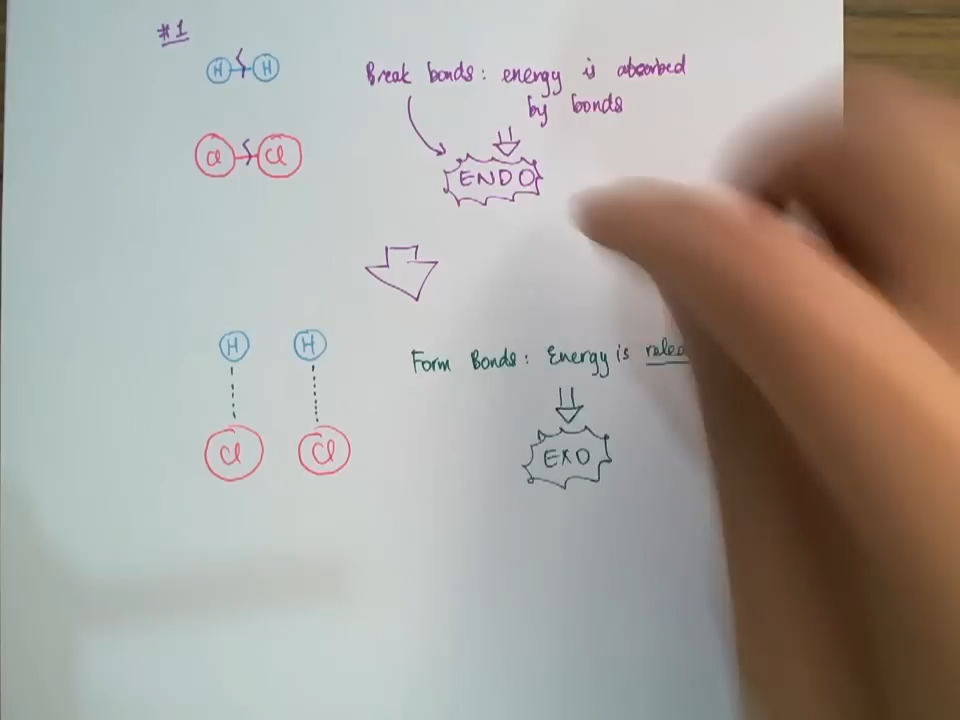 #1
H H
Break bonds: energy is absorbed
by bonds
Cl Cl
ENDO
H H
Form Bonds: Energy is
Cl Cl
EXO